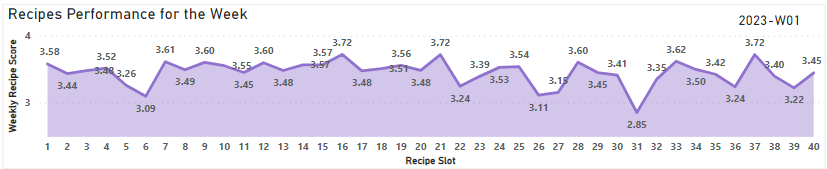 Recipes Performance for the Week
2023-W01
4
3
Weekly Recipe Score
3.58 3.44 3.48 3.52 3.26 3.09 3.61 3.49 3.60 3.55 3.45 3.60 3.48 3.57 3.57 3.72 3.48 3.51 3.56 3.48 3.72 3.24 3.39 3.53 3.54 3.11 3.15 3.60 3.45 3.41 2.85 3.35 3.62 3.50 3.42 3.24 3.72 3.40 3.22 3.45
1 2 3 4 5 6 7 8 9 10 11 12 13 14 15 16 17 18 19 20 21 22 23 24 25 26 27 28 29 30 31 32 33 34 35 36 37 38 39 40
Recipe Slot